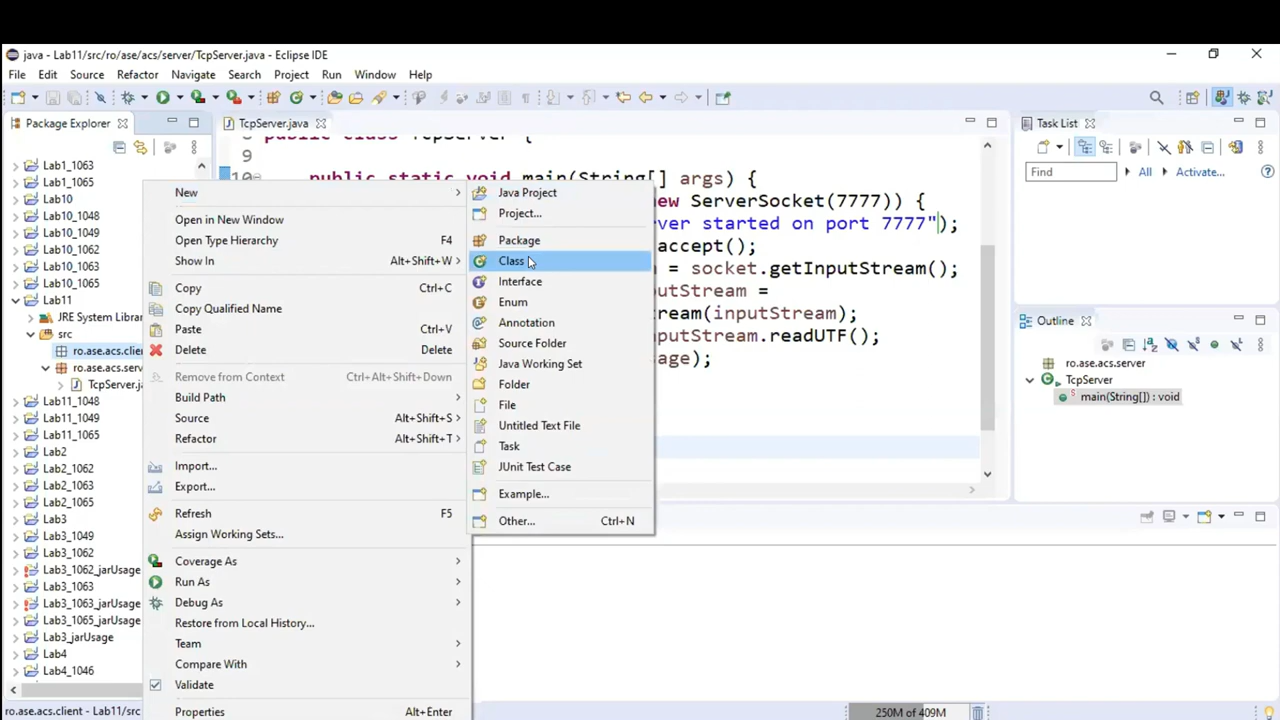 java - Lab11/src/ro/ase/acs/server/TcpServer.java - Eclipse IDE
File Edit Source Refactor Navigate Search Project Run Window Help
Package Explorer
TcpServer.java
Task List
Find
All
Activate...
Outline
ro.ase.acs.server
TcpServer
main(String[]) : void
Lab1_1063
Lab1_1065
Lab10
Lab10_1048
Lab10_1049
Lab10_1062
Lab10_1063
Lab10_1065
Lab11
JRE System Librar
src
ro.ase.acs.clie
ro.ase.acs.serv
TcpServer.ja
Lab11_1048
Lab11_1049
Lab11_1065
Lab2
Lab2_1062
Lab2_1063
Lab2_1065
Lab3
Lab3_1049
Lab3_1062
Lab3_1062_jarUsage
Lab3_1063
Lab3_1063_jarUsage
Lab3_1065_jarUsage
Lab3_jarUsage
Lab4
Lab4_1046
New
Open in New Window
Open Type Hierarchy F4
Show In Alt+Shift+W
Copy Ctrl+C
Copy Qualified Name
Paste Ctrl+V
Delete Delete
Remove from Context Ctrl+Alt+Shift+Down
Build Path
Source Alt+Shift+S
Refactor Alt+Shift+T
Import...
Export...
Refresh F5
Assign Working Sets...
Coverage As
Run As
Debug As
Restore from Local History...
Team
Compare With
Validate
Properties Alt+Enter
Java Project
Project...
Package
Class
Interface
Enum
Annotation
Source Folder
Java Working Set
Folder
File
Untitled Text File
Task
JUnit Test Case
Example...
Other... Ctrl+N
public class TcpServer {
9
10 public static void main(String[] args) {
ew ServerSocket(7777)) {
ver started on port 7777");
accept();
= socket.getInputStream();
utStream =
ream(inputStream);
utStream.readUTF();
age);
ro.ase.acs.client - Lab11/src
250M of 409M